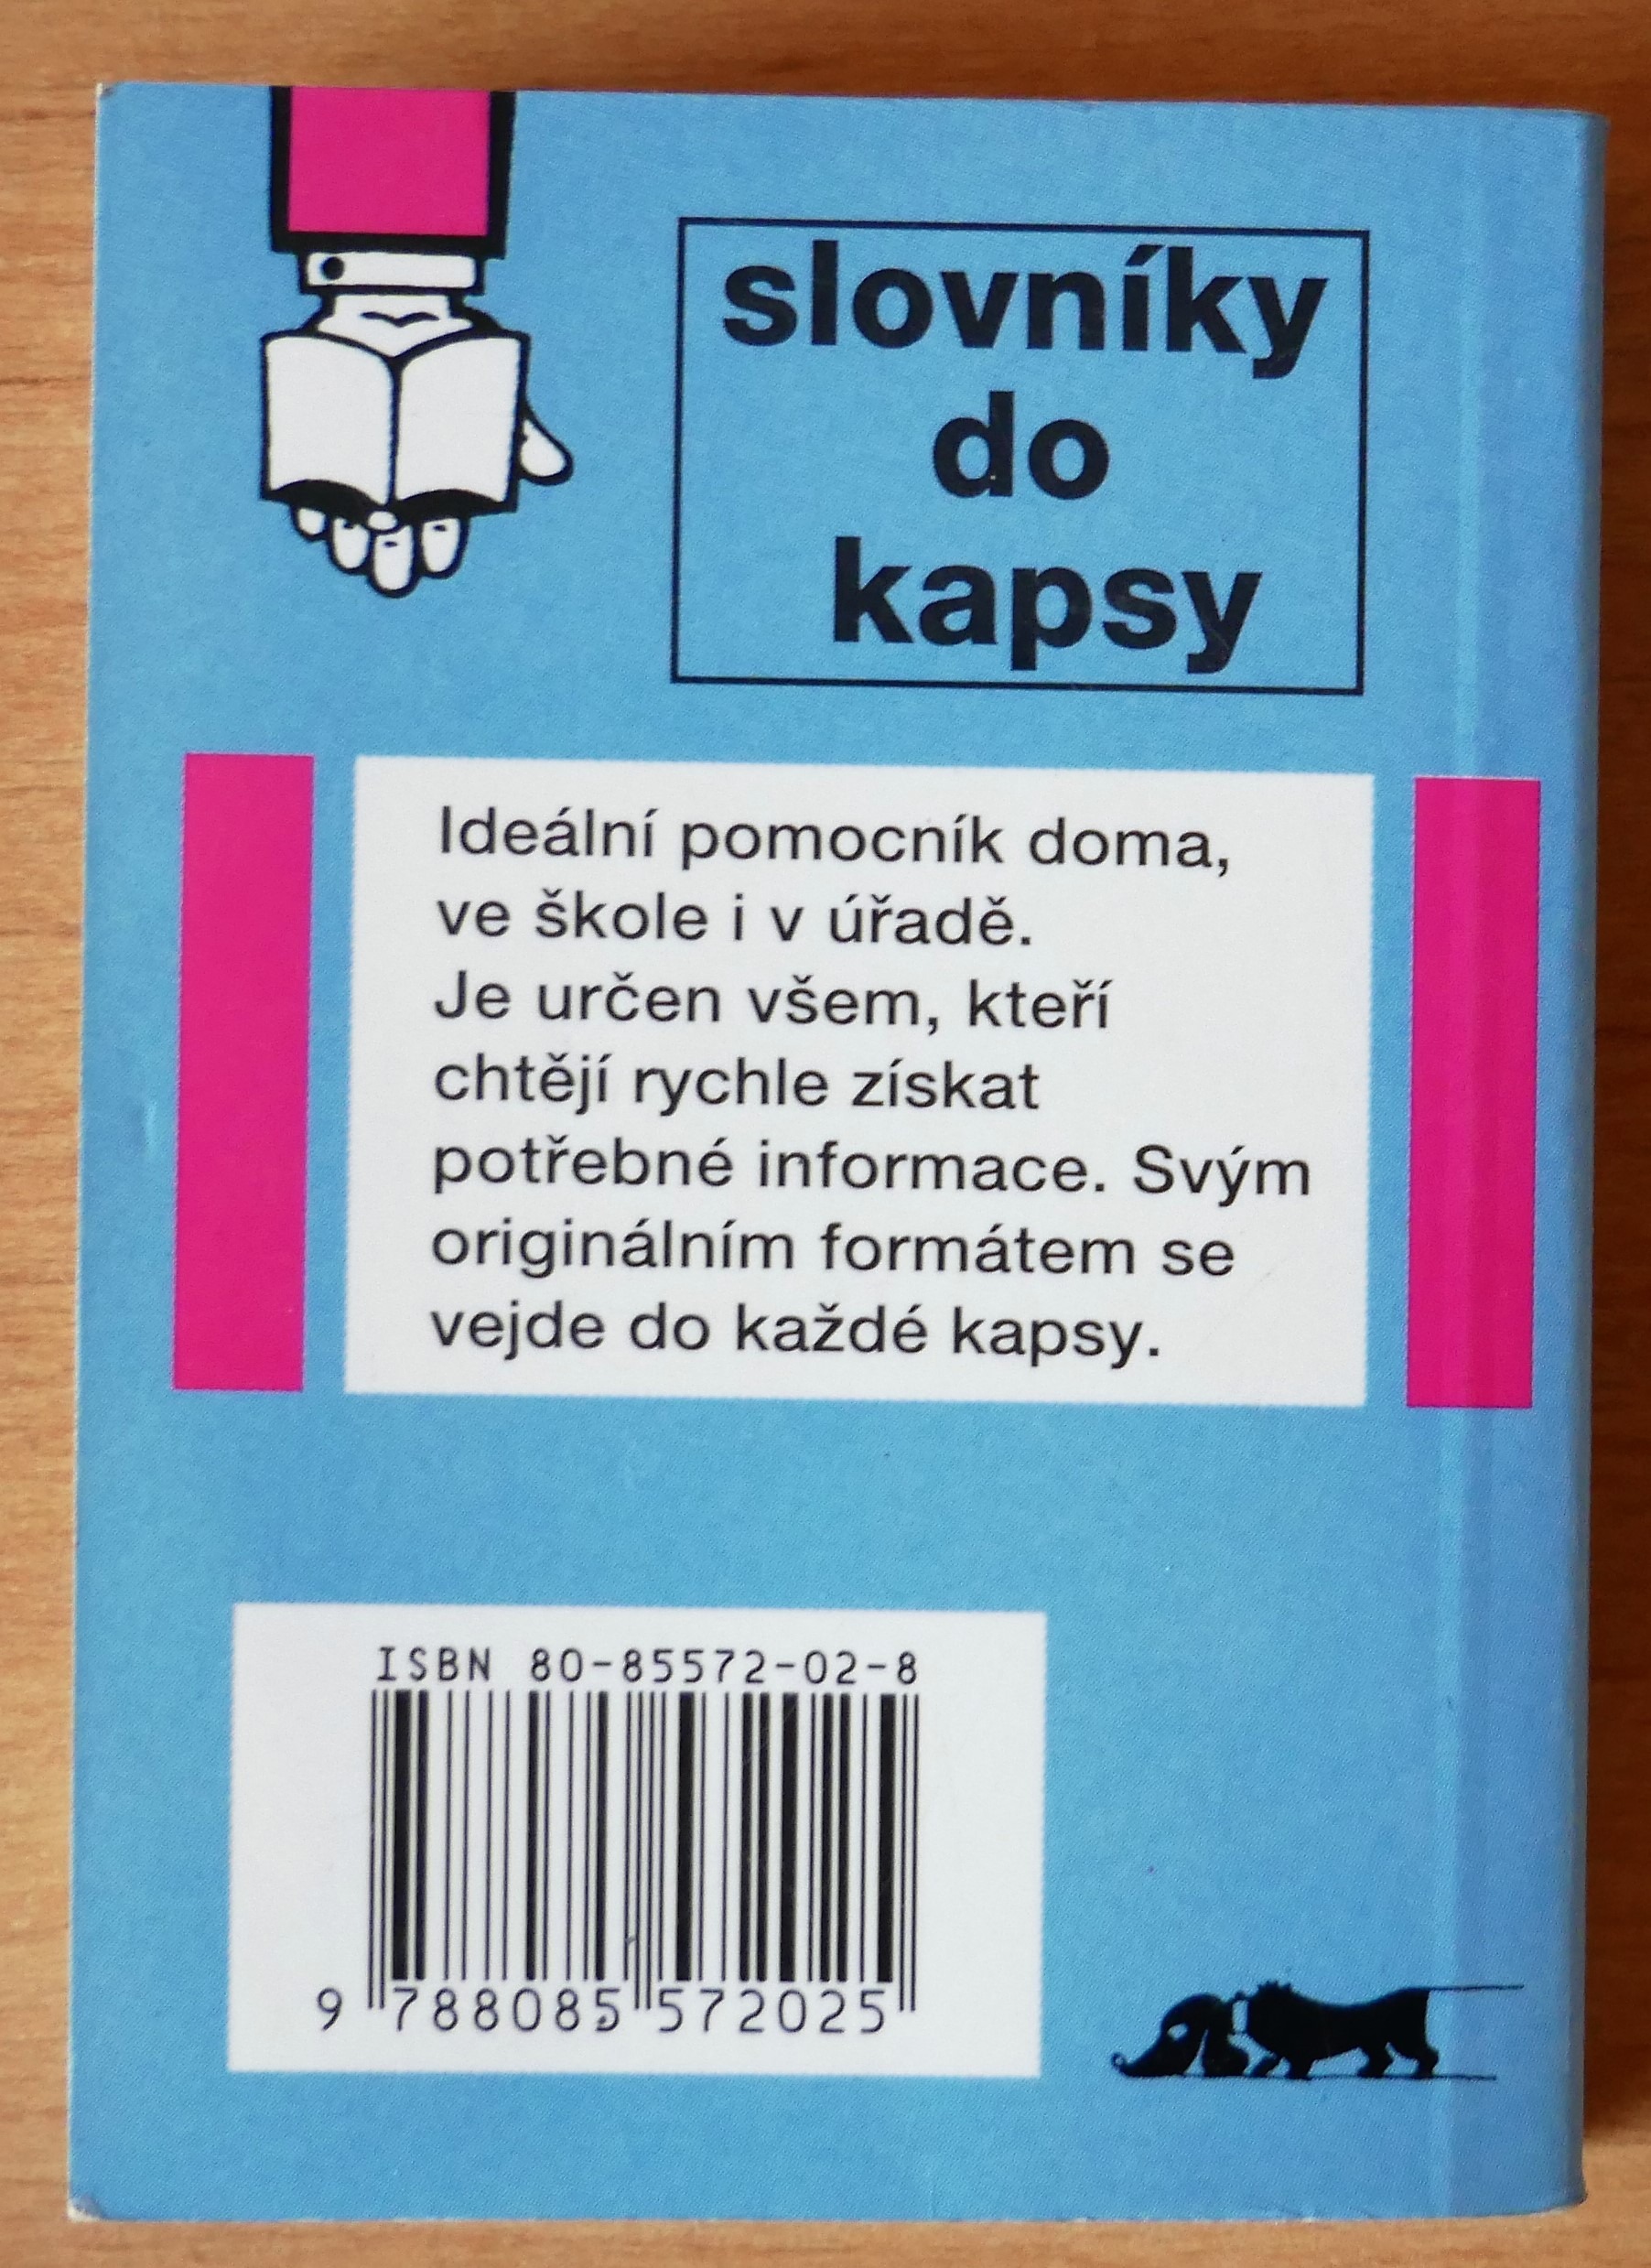 slovníky
do
kapsy
Ideální pomocník doma,
ve škole i v úřadě.
Je určen všem, kteří
chtějí rychle získat
potřebné informace. Svým
originálním formátem se
vejde do každé kapsy.
ISBN 80-85572-02-8
9 788085 572025